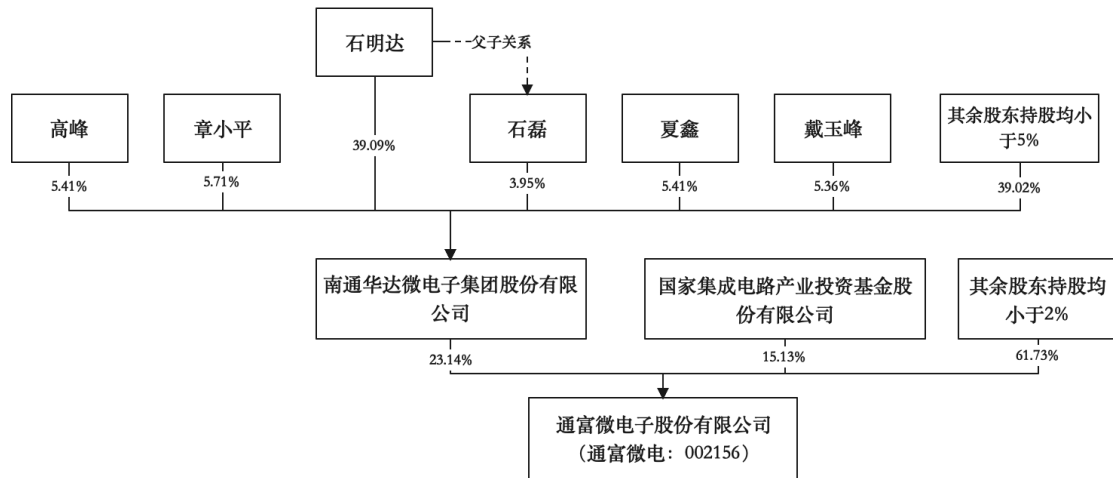 石明达
父子关系
高峰
章小平
39.09%
石磊
夏鑫
戴玉峰
其余股东持股均小
于5%
5.41%
5.71%
3.95%
5.41%
5.36%
39.02%
南通华达微电子集团股份有限
公司
国家集成电路产业投资基金股
份有限公司
其余股东持股均
小于2%
23.14%
15.13%
61.73%
通富微电子股份有限公司
（通富微电：002156）